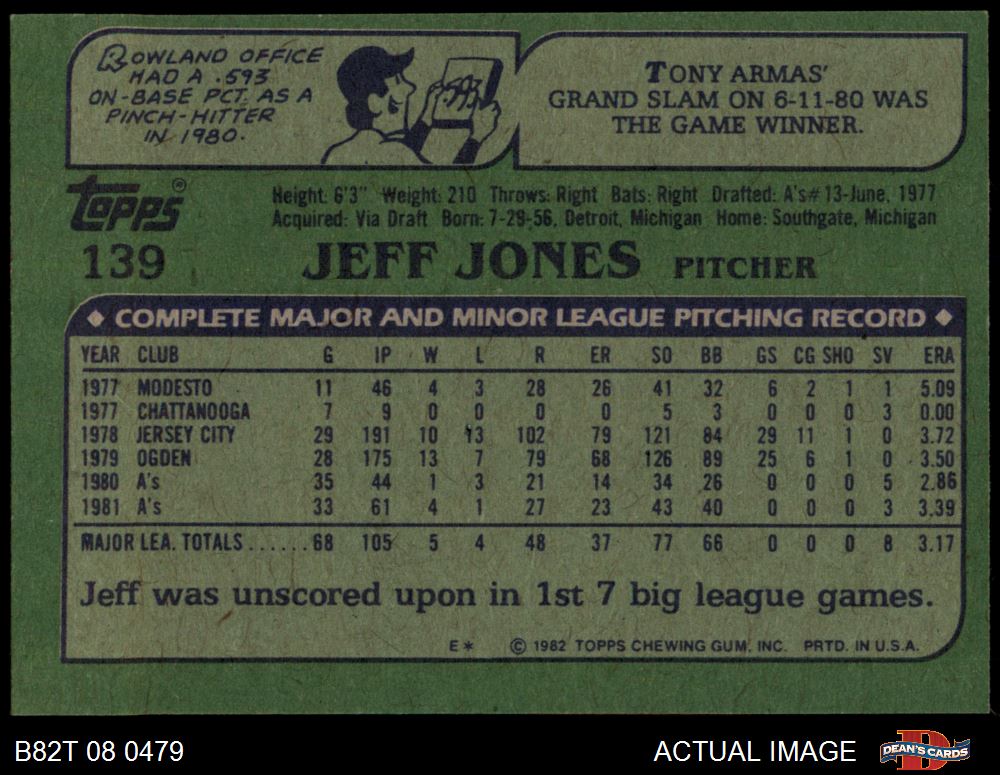 ROWLAND OFFICE
HAD A .593
ON-BASE PCT. AS A
PINCH-HITTER
IN 1980.
TONY ARMAS'
GRAND SLAM ON 6-11-80 WAS
THE GAME WINNER.
Topps®
139
Height: 6'3" Weight: 210 Throws: Right Bats: Right Drafted: A's#13-June, 1977
Acquired: Via Draft Born: 7-29-56, Detroit, Michigan Home: Southgate, Michigan
JEFF JONES PITCHER
◆ COMPLETE MAJOR AND MINOR LEAGUE PITCHING RECORD ◆
YEAR CLUB G IP W L R ER SO BB GS CG SHO SV ERA
1977 MODESTO 11 46 4 3 28 26 41 32 6 2 1 1 5.09
1977 CHATTANOOGA 7 9 0 0 0 0 5 3 0 0 0 3 0.00
1978 JERSEY CITY 29 191 10 13 102 79 121 84 29 11 1 0 3.72
1979 OGDEN 28 175 13 7 79 68 126 89 25 6 1 0 3.50
1980 A's 35 44 1 3 21 14 34 26 0 0 0 5 2.86
1981 A's 33 61 4 1 27 23 43 40 0 0 0 3 3.39
MAJOR LEA. TOTALS......68 105 5 4 48 37 77 66 0 0 0 8 3.17
Jeff was unscored upon in 1st 7 big league games.
E* © 1982 TOPPS CHEWING GUM, INC. PRTD. IN U.S.A.
B82T 08 0479
ACTUAL IMAGE
D
DEAN'S CARDS